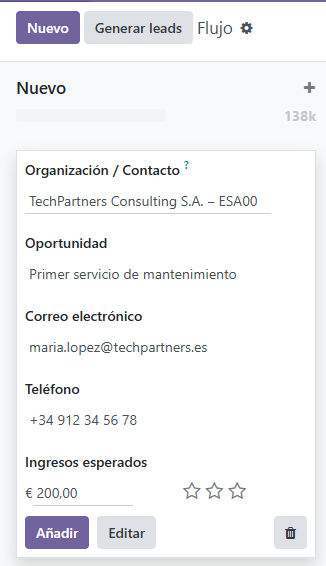 Nuevo Generar leads Flujo
Nuevo +
138k
Organización / Contacto ?
TechPartners Consulting S.A. – ESA00
Oportunidad
Primer servicio de mantenimiento
Correo electrónico
maria.lopez@techpartners.es
Teléfono
+34 912 34 56 78
Ingresos esperados
€ 200,00
Añadir Editar